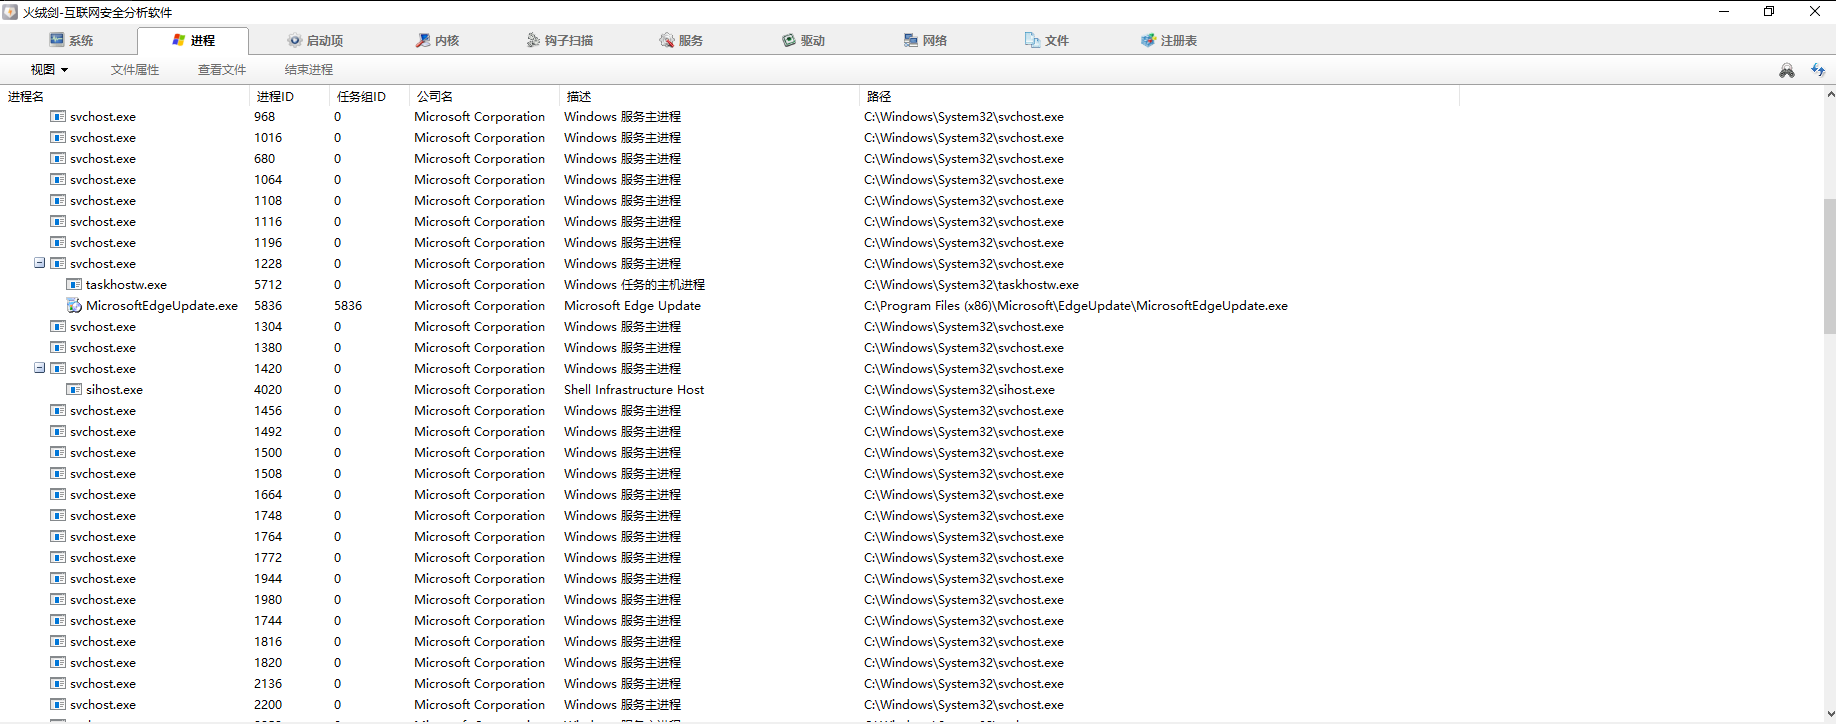 火绒剑-互联网安全分析软件
系统 进程 启动项 内核 钩子扫描 服务 驱动 网络 文件 注册表
视图 文件属性 查看文件 结束进程
进程名 进程ID 任务组ID 公司名 描述 路径
svchost.exe 968 0 Microsoft Corporation Windows 服务主进程 C:\Windows\System32\svchost.exe
svchost.exe 1016 0 Microsoft Corporation Windows 服务主进程 C:\Windows\System32\svchost.exe
svchost.exe 680 0 Microsoft Corporation Windows 服务主进程 C:\Windows\System32\svchost.exe
svchost.exe 1064 0 Microsoft Corporation Windows 服务主进程 C:\Windows\System32\svchost.exe
svchost.exe 1108 0 Microsoft Corporation Windows 服务主进程 C:\Windows\System32\svchost.exe
svchost.exe 1116 0 Microsoft Corporation Windows 服务主进程 C:\Windows\System32\svchost.exe
svchost.exe 1196 0 Microsoft Corporation Windows 服务主进程 C:\Windows\System32\svchost.exe
svchost.exe 1228 0 Microsoft Corporation Windows 服务主进程 C:\Windows\System32\svchost.exe
taskhostw.exe 5712 0 Microsoft Corporation Windows 任务的主机进程 C:\Windows\System32\taskhostw.exe
MicrosoftEdgeUpdate.exe 5836 5836 Microsoft Corporation Microsoft Edge Update C:\Program Files (x86)\Microsoft\EdgeUpdate\MicrosoftEdgeUpdate.exe
svchost.exe 1304 0 Microsoft Corporation Windows 服务主进程 C:\Windows\System32\svchost.exe
svchost.exe 1380 0 Microsoft Corporation Windows 服务主进程 C:\Windows\System32\svchost.exe
svchost.exe 1420 0 Microsoft Corporation Windows 服务主进程 C:\Windows\System32\svchost.exe
sihost.exe 4020 0 Microsoft Corporation Shell Infrastructure Host C:\Windows\System32\sihost.exe
svchost.exe 1456 0 Microsoft Corporation Windows 服务主进程 C:\Windows\System32\svchost.exe
svchost.exe 1492 0 Microsoft Corporation Windows 服务主进程 C:\Windows\System32\svchost.exe
svchost.exe 1500 0 Microsoft Corporation Windows 服务主进程 C:\Windows\System32\svchost.exe
svchost.exe 1508 0 Microsoft Corporation Windows 服务主进程 C:\Windows\System32\svchost.exe
svchost.exe 1664 0 Microsoft Corporation Windows 服务主进程 C:\Windows\System32\svchost.exe
svchost.exe 1748 0 Microsoft Corporation Windows 服务主进程 C:\Windows\System32\svchost.exe
svchost.exe 1764 0 Microsoft Corporation Windows 服务主进程 C:\Windows\System32\svchost.exe
svchost.exe 1772 0 Microsoft Corporation Windows 服务主进程 C:\Windows\System32\svchost.exe
svchost.exe 1944 0 Microsoft Corporation Windows 服务主进程 C:\Windows\System32\svchost.exe
svchost.exe 1980 0 Microsoft Corporation Windows 服务主进程 C:\Windows\System32\svchost.exe
svchost.exe 1744 0 Microsoft Corporation Windows 服务主进程 C:\Windows\System32\svchost.exe
svchost.exe 1816 0 Microsoft Corporation Windows 服务主进程 C:\Windows\System32\svchost.exe
svchost.exe 1820 0 Microsoft Corporation Windows 服务主进程 C:\Windows\System32\svchost.exe
svchost.exe 2136 0 Microsoft Corporation Windows 服务主进程 C:\Windows\System32\svchost.exe
svchost.exe 2200 0 Microsoft Corporation Windows 服务主进程 C:\Windows\System32\svchost.exe